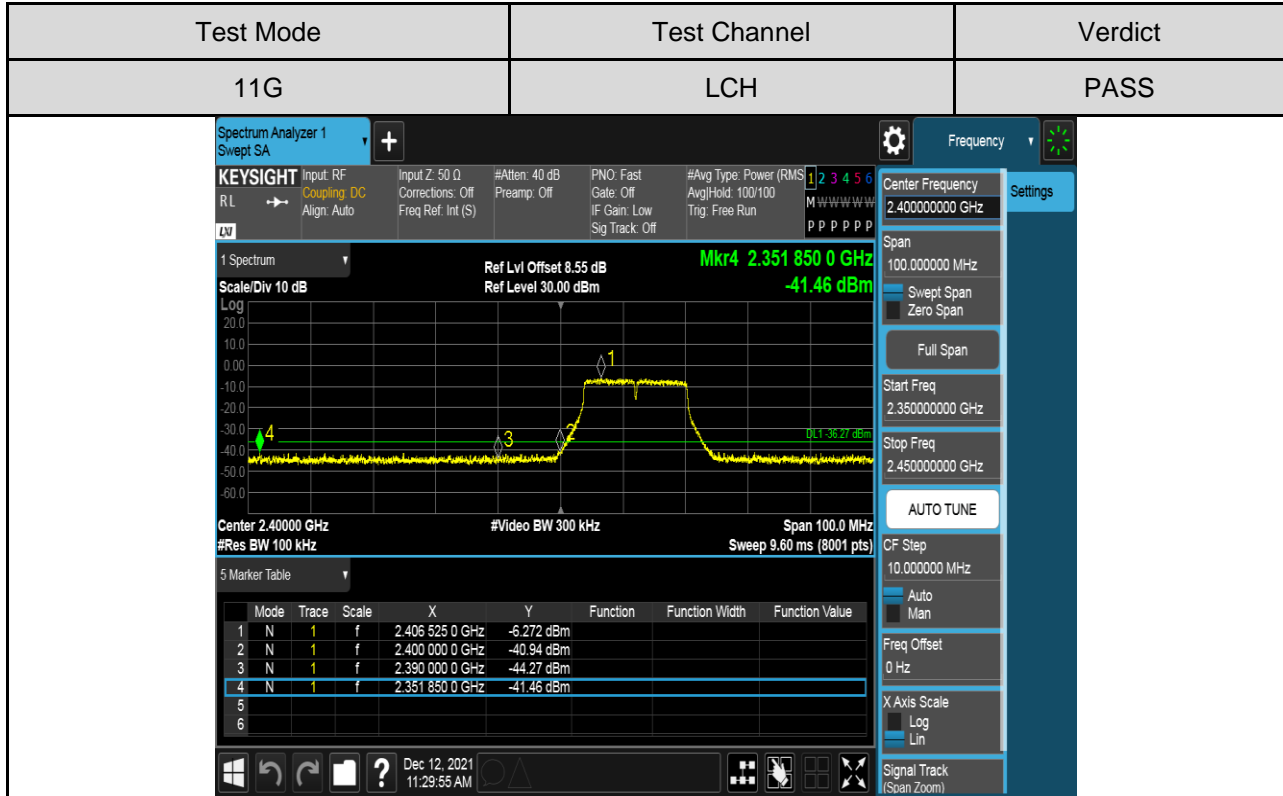 Test Mode Test Channel Verdict
11G LCH PASS
Spectrum Analyzer 1
Swept SA
+
Frequency
KEYSIGHT
RL
LXI
Input: RF
Coupling: DC
Align: Auto
Input Z: 50 Ω
Corrections: Off
Freq Ref: Int (S)
#Atten: 40 dB
Preamp: Off
PNO: Fast
Gate: Off
IF Gain: Low
Sig Track: Off
#Avg Type: Power (RMS
Avg|Hold: 100/100
Trig: Free Run
1 2 3 4 5 6
M W W W W W
P P P P P P
1 Spectrum
Scale/Div 10 dB
Ref Lvl Offset 8.55 dB
Ref Level 30.00 dBm
Mkr4 2.351 850 0 GHz
-41.46 dBm
Log
20.0
10.0
0.00
-10.0
-20.0
-30.0
-40.0
-50.0
-60.0
1
2
3
4
DL1 -36.27 dBm
Center 2.40000 GHz #Video BW 300 kHz Span 100.0 MHz
#Res BW 100 kHz Sweep 9.60 ms (8001 pts)
5 Marker Table
Mode Trace Scale X Y Function Function Width Function Value
1 N 1 f 2.406 525 0 GHz -6.272 dBm
2 N 1 f 2.400 000 0 GHz -40.94 dBm
3 N 1 f 2.390 000 0 GHz -44.27 dBm
4 N 1 f 2.351 850 0 GHz -41.46 dBm
5
6
?
Dec 12, 2021
11:29:55 AM
Center Frequency
2.400000000 GHz
Settings
Span
100.000000 MHz
Swept Span
Zero Span
Full Span
Start Freq
2.350000000 GHz
Stop Freq
2.450000000 GHz
AUTO TUNE
CF Step
10.000000 MHz
Auto
Man
Freq Offset
0 Hz
X Axis Scale
Log
Lin
Signal Track
(Span Zoom)